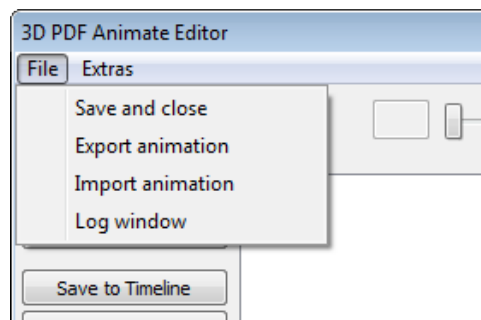 3D PDF Animate Editor
File Extras
Save and close
Export animation
Import animation
Log window
Save to Timeline